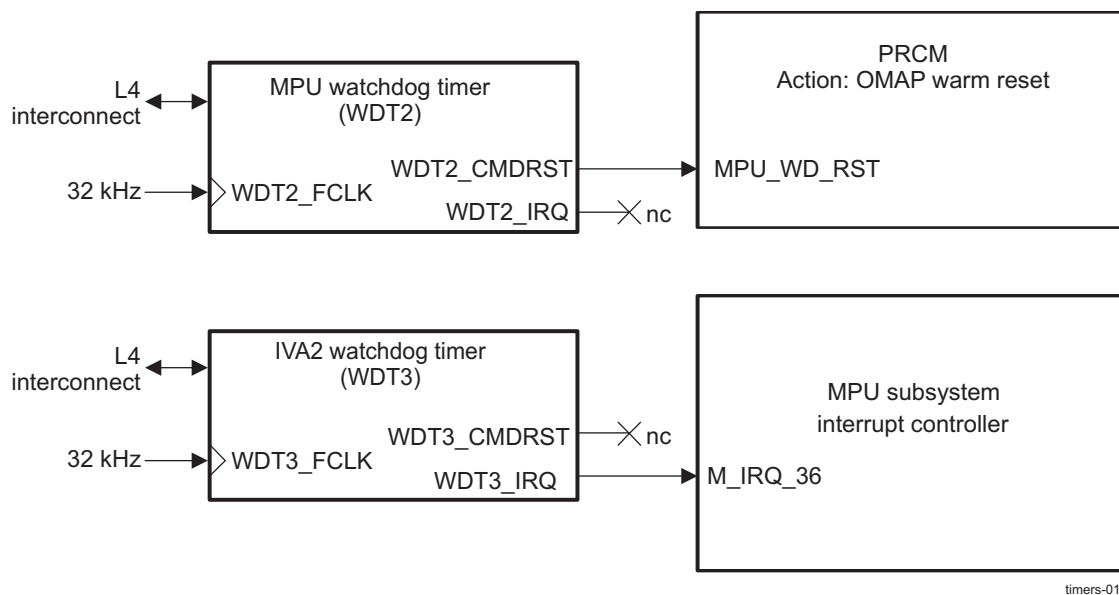 PRCM
Action: OMAP warm reset
MPU watchdog timer
(WDT2)
L4
interconnect
WDT2_CMDRST
MPU_WD_RST
32 kHz
WDT2_FCLK
WDT2_IRQ
nc
IVA2 watchdog timer
(WDT3)
L4
interconnect
MPU subsystem
interrupt controller
WDT3_CMDRST
nc
32 kHz
WDT3_FCLK
WDT3_IRQ
M_IRQ_36
timers-01